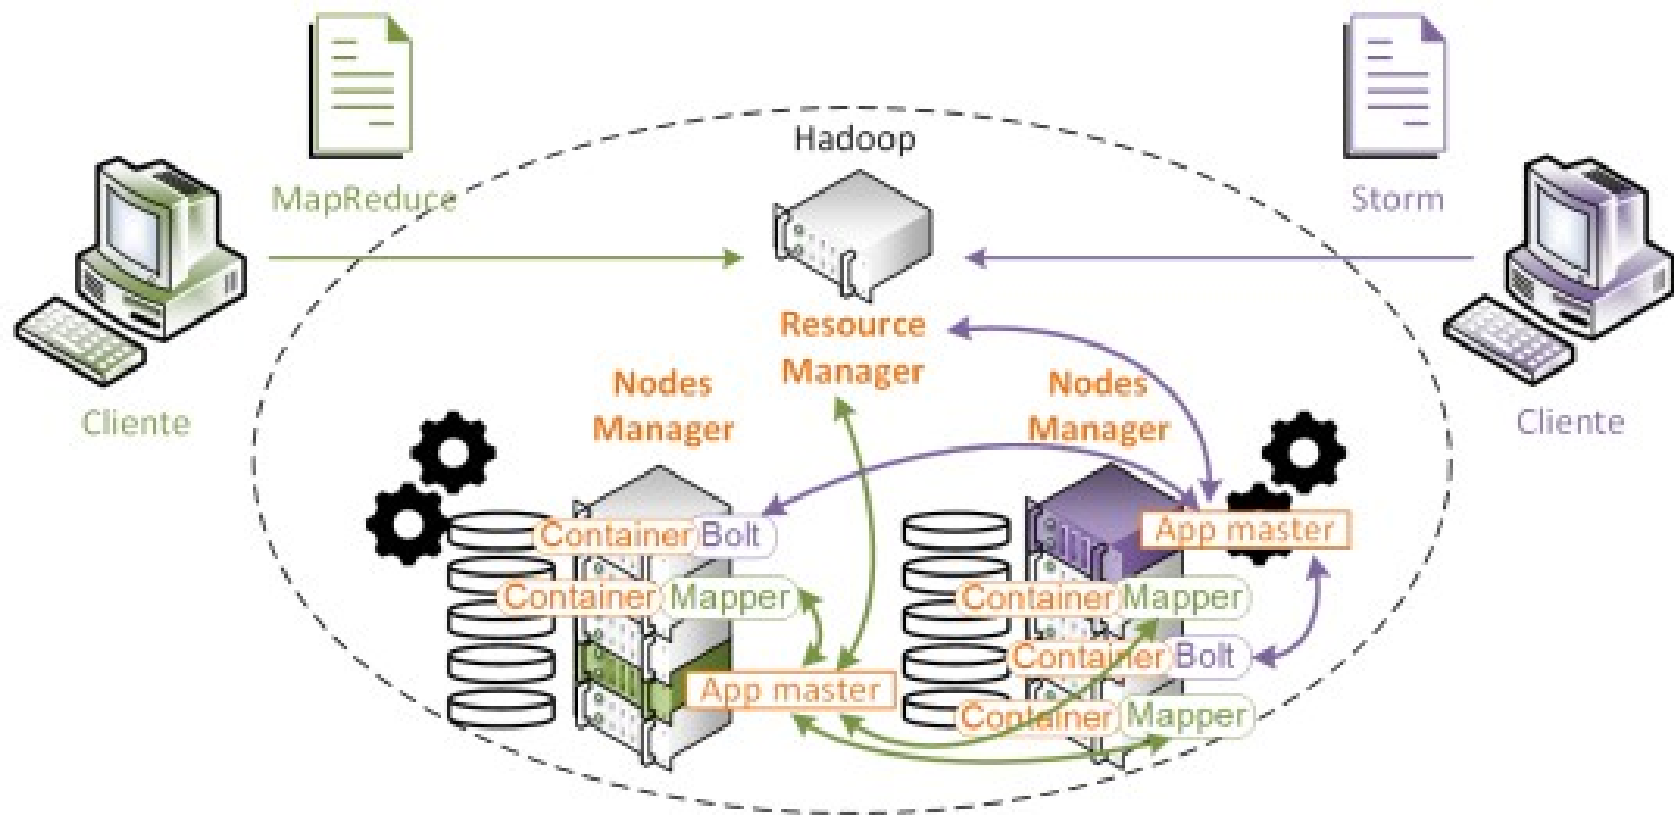 Hadoop
MapReduce
Storm
Resource
Manager
Nodes
Manager
Nodes
Manager
Cliente
Cliente
Container Bolt
App master
Container Mapper
Container Mapper
Container Bolt
App master
Container Mapper